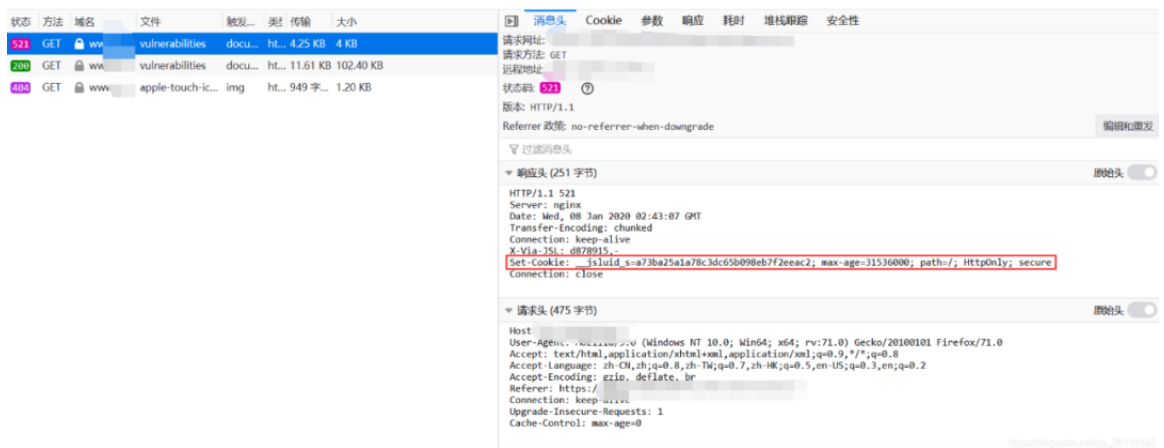 状态 方法 域名 文件 触发... 类型 传输 大小
521 GET vulnerabilities docu... ht... 4.25 KB 4 KB
200 GET ww vulnerabilities docu... ht... 11.61 KB 102.40 KB
404 GET www apple-touch-ic... img ht... 949 字... 1.20 KB
消息头 Cookie 参数 响应 耗时 堆栈跟踪 安全性
请求网址:
请求方法: GET
远程地址
状态码: 521 ?
版本: HTTP/1.1
Referrer 政策: no-referrer-when-downgrade
编辑和重发
过滤消息头
响应头 (251 字节) 原始头
HTTP/1.1 521
Server: nginx
Date: Wed, 08 Jan 2020 02:43:07 GMT
Transfer-Encoding: chunked
Connection: keep-alive
X-Via-JSL: d878915,-
Set-Cookie: __jsluid_s=a73ba25a1a78c3dc65b098eb7f2eeac2; max-age=31536000; path=/; HttpOnly; secure
Connection: close
请求头 (475 字节) 原始头
Host
User-Agent: (Windows NT 10.0; Win64; x64; rv:71.0) Gecko/20100101 Firefox/71.0
Accept: text/html,application/xhtml+xml,application/xml;q=0.9,*/*;q=0.8
Accept-Language: zh-CN,zh;q=0.8,zh-TW;q=0.7,zh-HK;q=0.5,en-US;q=0.3,en;q=0.2
Accept-Encoding: gzip, deflate, br
Referer: https:/
Connection: keep-alive
Upgrade-Insecure-Requests: 1
Cache-Control: max-age=0